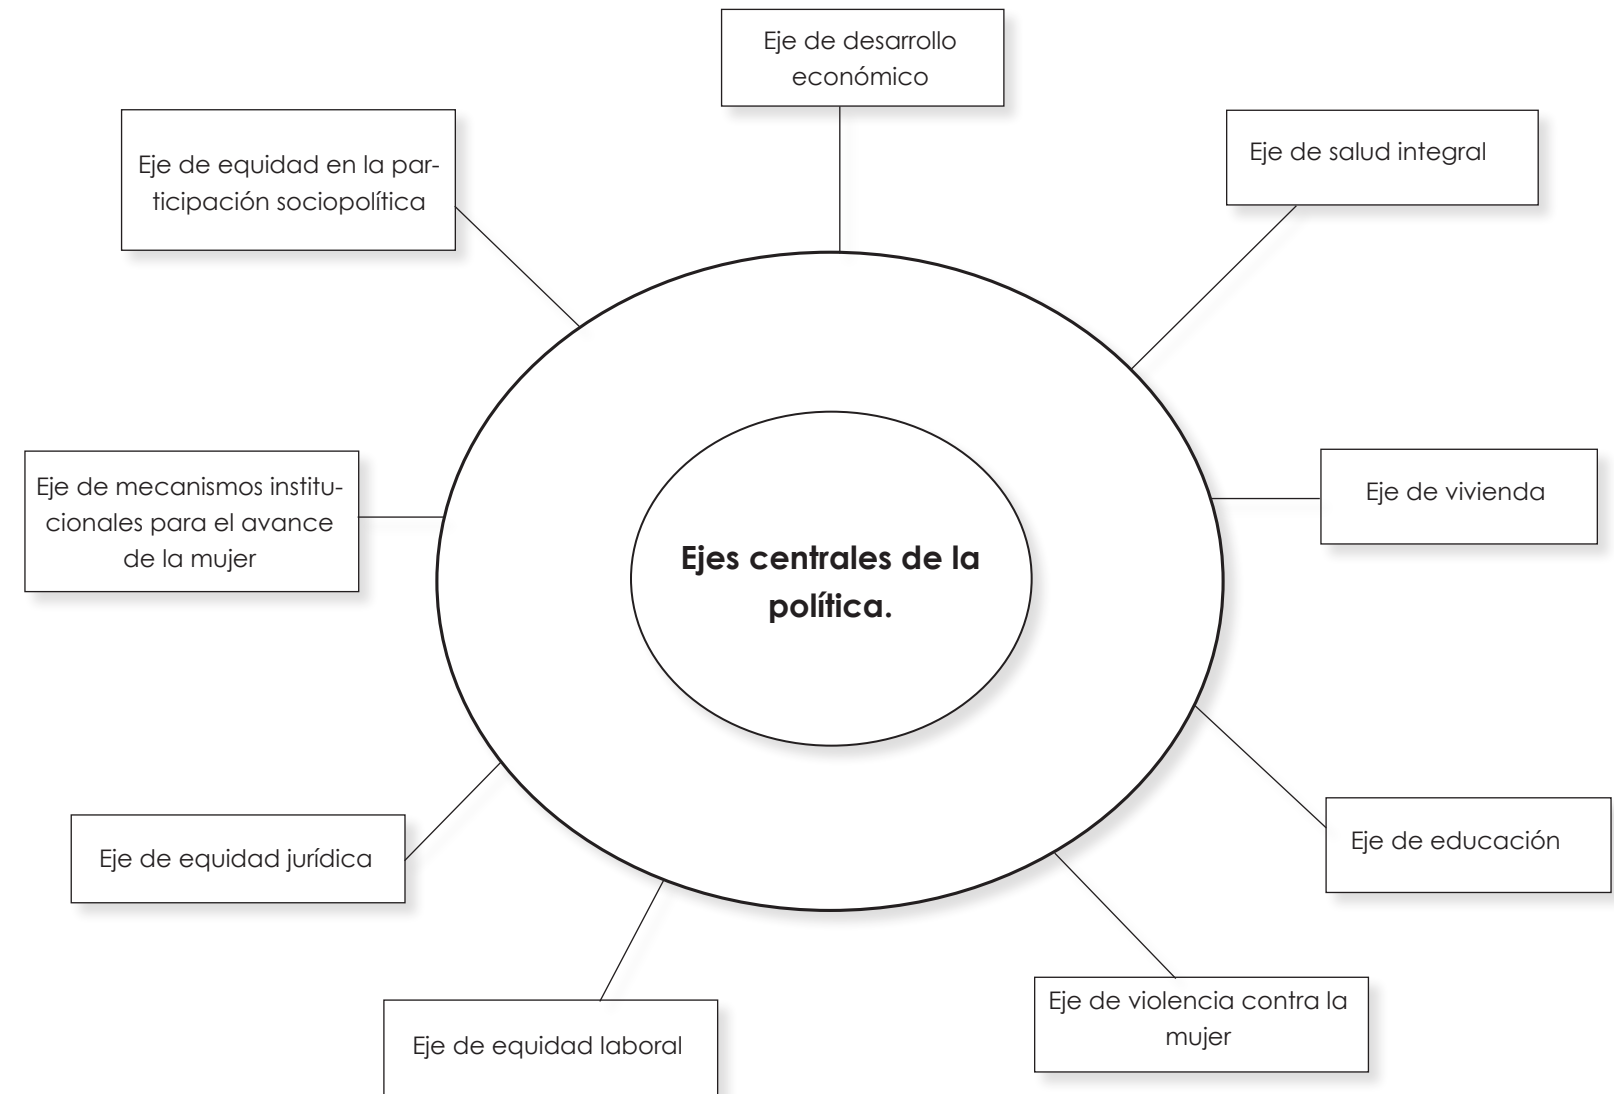 Eje de desarrollo
económico
Eje de equidad en la par-
ticipación sociopolítica
Eje de salud integral
Eje de mecanismos institu-
cionales para el avance
de la mujer
Eje de vivienda
Ejes centrales de la
política.
Eje de equidad jurídica
Eje de educación
Eje de equidad laboral
Eje de violencia contra la
mujer